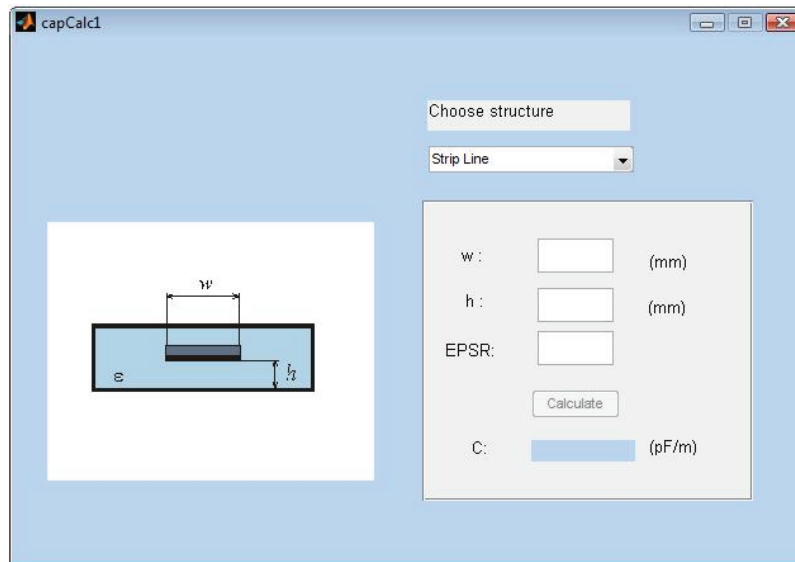 capCalc1
Choose structure
Strip Line
w :
(mm)
h :
(mm)
EPSR:
Calculate
C:
(pF/m)
w
h
ε